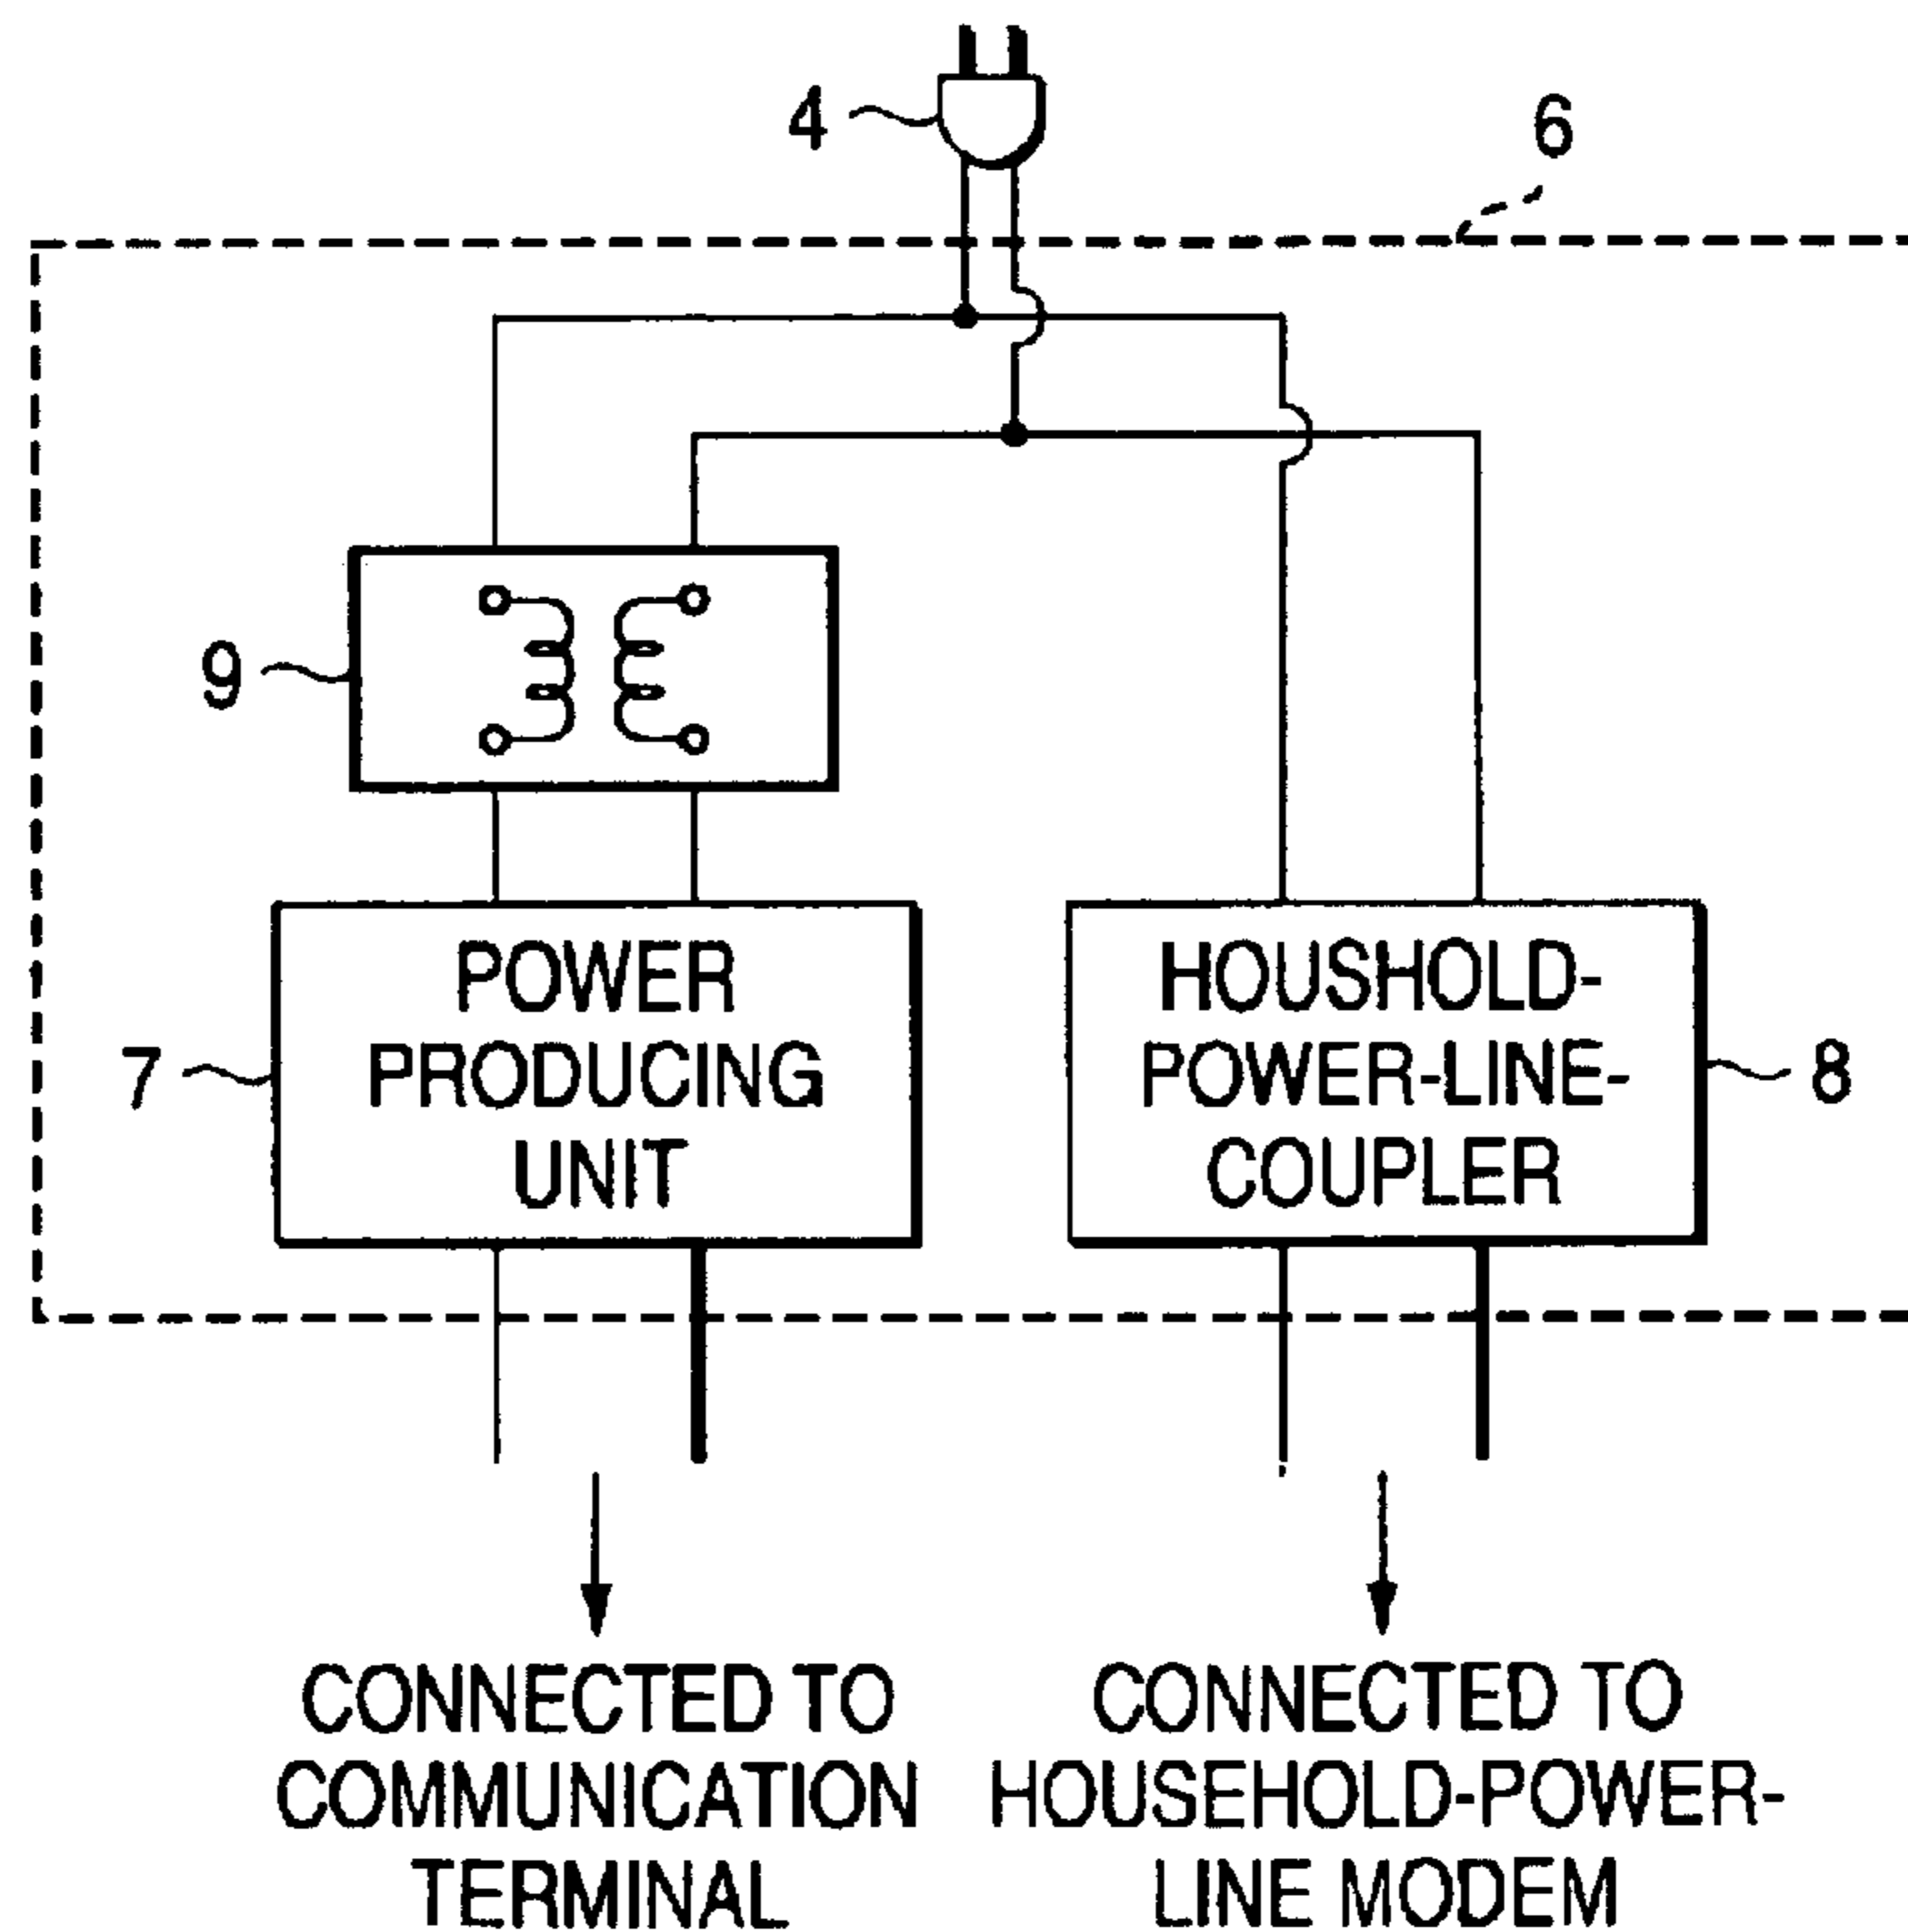 4
6
9
POWER
PRODUCING
UNIT
7
HOUSHOLD-
POWER-LINE-
COUPLER
8
CONNECTED TO
COMMUNICATION
TERMINAL
CONNECTED TO
HOUSEHOLD-POWER-
LINE MODEM